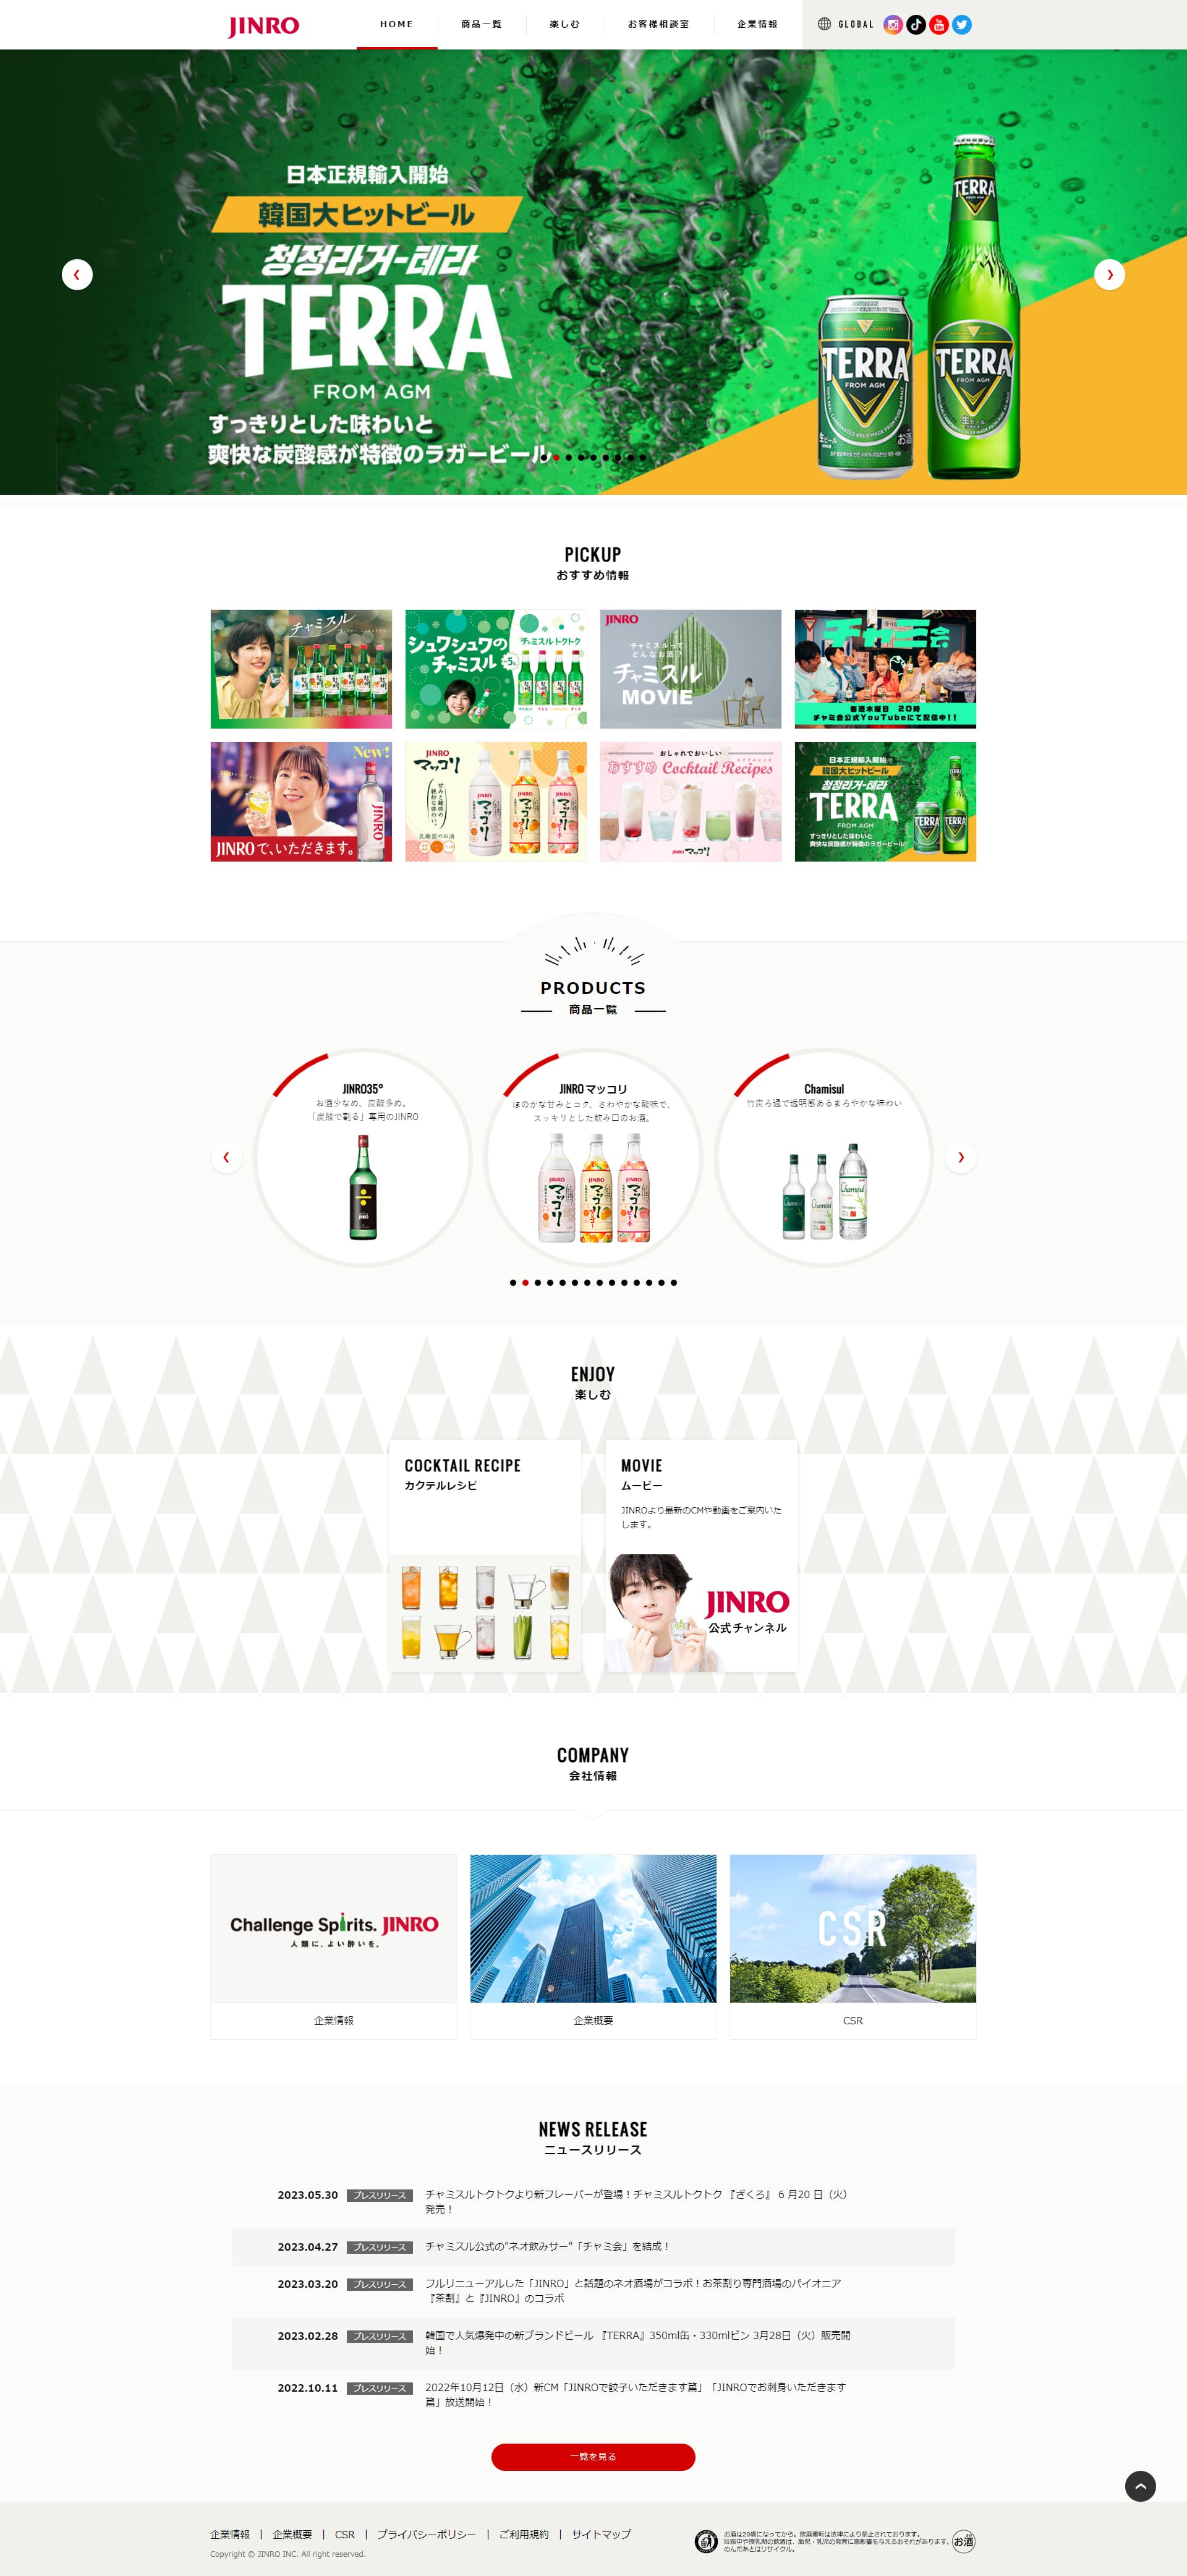 JINRO
HOME
商品一覧
楽しむ
お客様相談室
企業情報
GLOBAL
日本正規輸入開始
韓国大ヒットビール
청정라거-테라
TERRA
FROM AGM
すっきりとした味わいと
爽快な炭酸感が特徴のラガービール
TERRA
TERRA
FROM AGM
TERRA
FROM AGM
生ビール
お酒
PICKUP
おすすめ情報
チャミスル
シュワシュワの
チャミスル
チャミスルトクトク
5%
JINRO
チャミスルって
どんなお酒?
チャミスル
MOVIE
チャミ会
毎週木曜日 20時
チャミ会公式YouTubeにて配信中!!
New!
JINRO
JINROで、いただきます。
JINRO
マッコリ
甘みと酸味の
絶妙な味わい。
乳酸菌のお酒
おしゃれでおいしい
おすすめ Cocktail Recipes
JINRO マッコリ
日本正規輸入開始
韓国大ヒットビール
청정라거-테라
TERRA
FROM AGM
すっきりとした味わいと
爽快な炭酸感が特徴のラガービール
PRODUCTS
商品一覧
JINRO35°
お酒少なめ、炭酸多め。
「炭酸で割る」専用のJINRO
JINRO マッコリ
ほのかな甘みとコク、さわやかな酸味で、
スッキリとした飲み口のお酒。
Chamisul
竹炭ろ過で透明感あるまろやかな味わい
ENJOY
楽しむ
COCKTAIL RECIPE
カクテルレシピ
MOVIE
ムービー
JINROより最新のCMや動画をご案内いた
します。
JINRO
公式チャンネル
COMPANY
会社情報
Challenge Spirits. JINRO
人類に、よい酔いを。
CSR
企業情報
企業概要
CSR
NEWS RELEASE
ニュースリリース
2023.05.30 プレスリリース チャミスルトクトクより新フレーバーが登場！チャミスルトクトク 『ざくろ』 6 月20 日（火）
発売！
2023.04.27 プレスリリース チャミスル公式の"ネオ飲みサー"「チャミ会」を結成！
2023.03.20 プレスリリース フルリニューアルした「JINRO」と話題のネオ酒場がコラボ！お茶割り専門酒場のパイオニア
『茶割』と『JINRO』のコラボ
2023.02.28 プレスリリース 韓国で人気爆発中の新ブランドビール 『TERRA』350ml缶・330mlビン 3月28日（火）販売開
始！
2022.10.11 プレスリリース 2022年10月12日（水）新CM「JINROで餃子いただきます篇」「JINROでお刺身いただきます
篇」放送開始！
一覧を見る
企業情報 | 企業概要 | CSR | プライバシーポリシー | ご利用規約 | サイトマップ
Copyright © JINRO INC. All right reserved.
お酒は20歳になってから。飲酒運転は法律により禁止されております。
妊娠中や授乳期の飲酒は、胎児・乳児の発育に悪影響を与えるおそれがあります。
のんだあとはリサイクル。
お酒